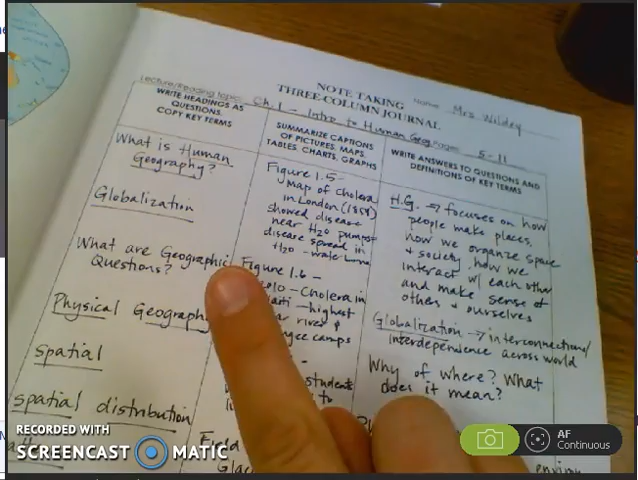 NOTE TAKING
THREE-COLUMN JOURNAL
Name: Mrs Wildey
Lecture/Reading topic: Ch. 1 - Intro to Human Geog Pages: 5-11
WRITE HEADINGS AS
QUESTIONS.
COPY KEY TERMS
SUMMARIZE CAPTIONS
OF PICTURES, MAPS,
TABLES, CHARTS, GRAPHS
WRITE ANSWERS TO QUESTIONS AND
DEFINITIONS OF KEY TERMS
What is Human
Geography?
Globalization
What are Geographic
Questions?
Physical Geograph
spatial
spatial distribution
Figure 1.5-
Map of Cholera
in London (1854)
showed disease
near H2O pumps=
disease spread in
H2O - water borne
Figure 1.6 -
Cholera in
highest
river &
camps
students
to
Field
H.G. → focuses on how
people make places,
how we organize space
& society, how we
interact w/ each other
and make sense of
others & ourselves
Globalization → interconnection/
interdependence across world
Why of where? What
does it mean?
RECORDED WITH
SCREENCAST MATIC
AF
Continuous